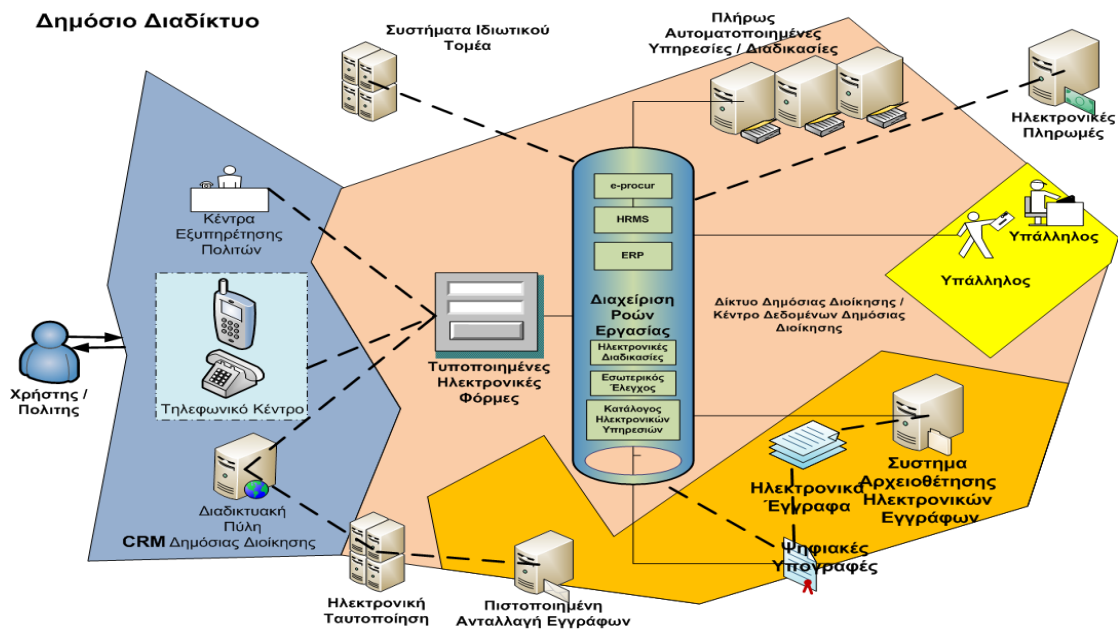 Δημόσιο Διαδίκτυο
Συστήματα Ιδιωτικού
Τομέα
Πλήρως
Αυτοματοποιημένες
Υπηρεσίες / Διαδικασίες
Ηλεκτρονικές
Πληρωμές
e-procur
HRMS
ERP
Διαχείριση
Ροών
Εργασίας
Ηλεκτρονικές
Διαδικασίες
Εσωτερικός
Έλεγχος
Κατάλογος
Ηλεκτρονικών
Υπηρεσιών
Κέντρα
Εξυπηρέτησης
Πολιτών
Τηλεφωνικό Κέντρο
Διαδικτυακή
Πύλη
CRM Δημόσιας Διοίκησης
Χρήστης /
Πολιτης
Τυποποιημένες
Ηλεκτρονικές
Φόρμες
Υπάλληλος
Υπάλληλος
Δίκτυο Δημόσιας Διοίκησης /
Κέντρο Δεδομένων Δημόσιας
Διοίκησης
Ηλεκτρονικά
Έγγραφα
Συστημα
Αρχειοθέτησης
Ηλεκτρονικών
Εγγράφων
Ψηφιακές
Υπογραφές
Ηλεκτρονική
Ταυτοποίηση
Πιστοποιημένη
Ανταλλαγή Εγγράφων